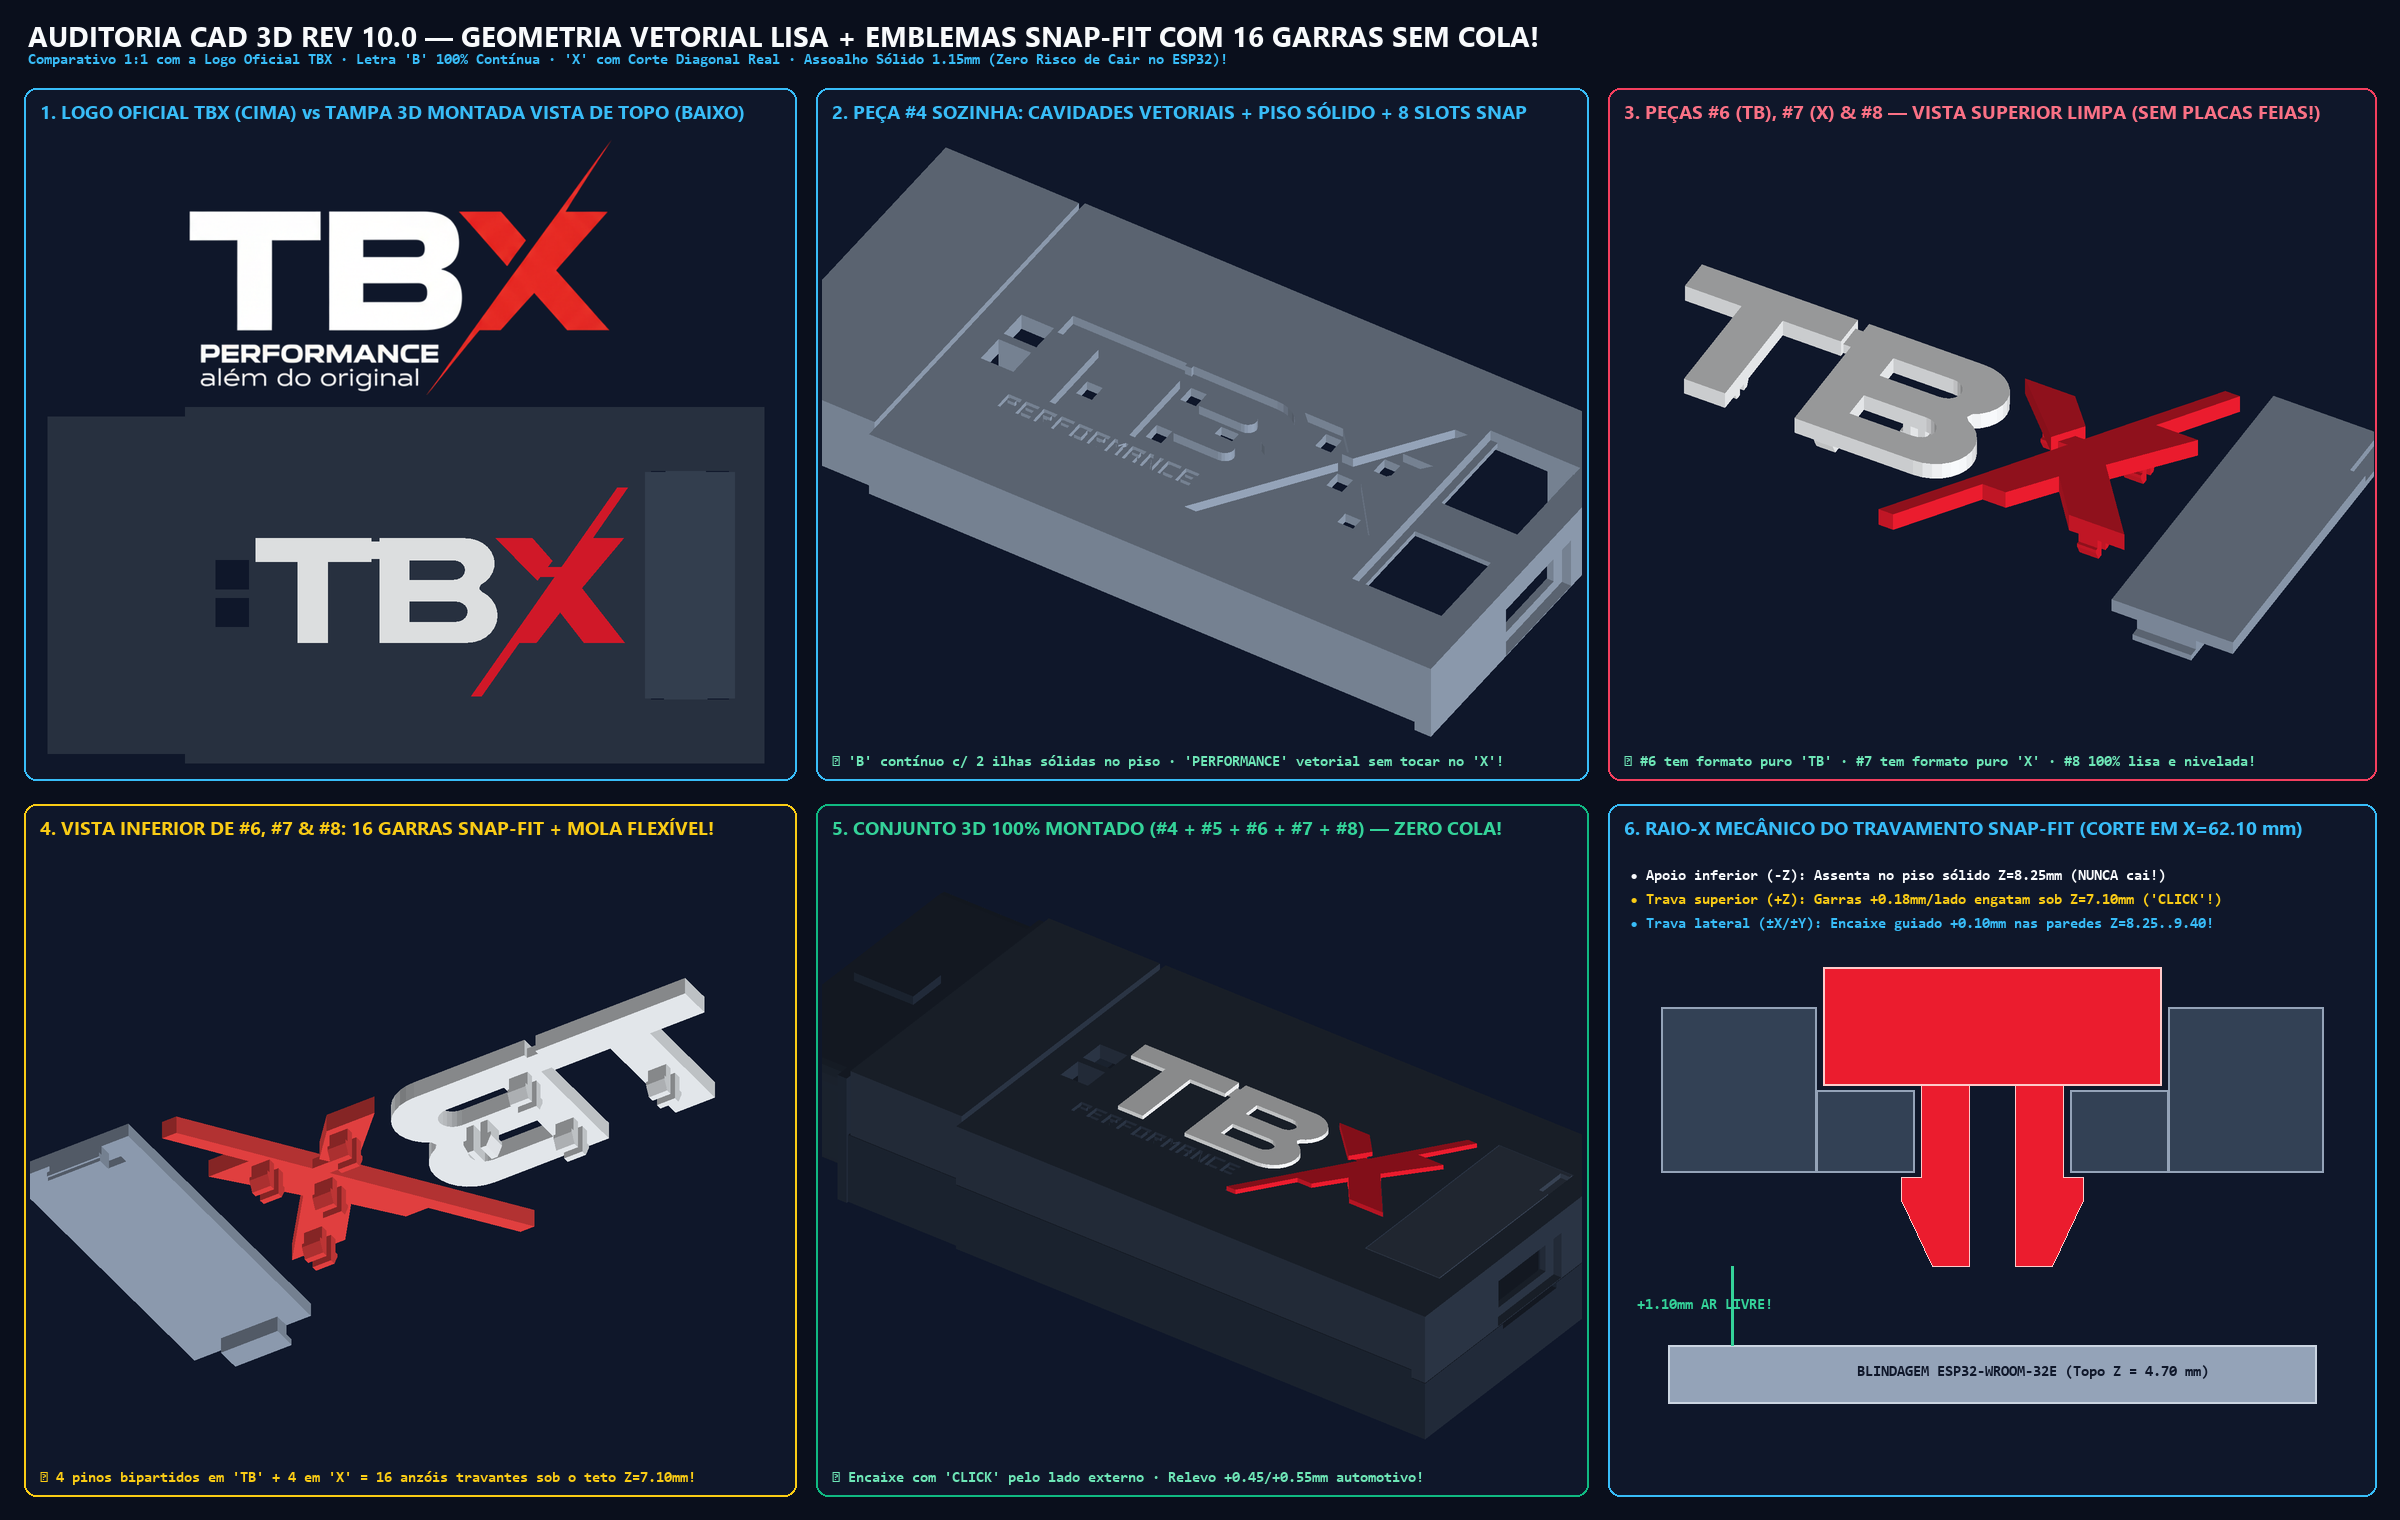 AUDITORIA CAD 3D REV 10.0 — GEOMETRIA VETORIAL LISA + EMBLEMAS SNAP-FIT COM 16 GARRAS SEM COLA!
Comparativo 1:1 com a Logo Oficial TBX · Letra 'B' 100% Contínua · 'X' com Corte Diagonal Real · Assoalho Sólido 1.15mm (Zero Risco de Cair no ESP32)!
1. LOGO OFICIAL TBX (CIMA) vs TAMPA 3D MONTADA VISTA DE TOPO (BAIXO)
TBX
PERFORMANCE
além do original
TBX
2. PEÇA #4 SOZINHA: CAVIDADES VETORIAIS + PISO SÓLIDO + 8 SLOTS SNAP
TBX
PERFORMANCE
'B' contínuo c/ 2 ilhas sólidas no piso · 'PERFORMANCE' vetorial sem tocar no 'X'!
3. PEÇAS #6 (TB), #7 (X) & #8 — VISTA SUPERIOR LIMPA (SEM PLACAS FEIAS!)
TBX
#6 tem formato puro 'TB' · #7 tem formato puro 'X' · #8 100% lisa e nivelada!
4. VISTA INFERIOR DE #6, #7 & #8: 16 GARRAS SNAP-FIT + MOLA FLEXÍVEL!
4 pinos bipartidos em 'TB' + 4 em 'X' = 16 anzóis travantes sob o teto Z=7.10mm!
5. CONJUNTO 3D 100% MONTADO (#4 + #5 + #6 + #7 + #8) — ZERO COLA!
TBX
PERFORMANCE
Encaixe com 'CLICK' pelo lado externo · Relevo +0.45/+0.55mm automotivo!
6. RAIO-X MECÂNICO DO TRAVAMENTO SNAP-FIT (CORTE EM X=62.10 mm)
• Apoio inferior (-Z): Assenta no piso sólido Z=8.25mm (NUNCA cai!)
• Trava superior (+Z): Garras +0.18mm/lado engatam sob Z=7.10mm ('CLICK'!)
• Trava lateral (±X/±Y): Encaixe guiado +0.10mm nas paredes Z=8.25..9.40!
+1.10mm AR LIVRE!
BLINDAGEM ESP32-WROOM-32E (Topo Z = 4.70 mm)